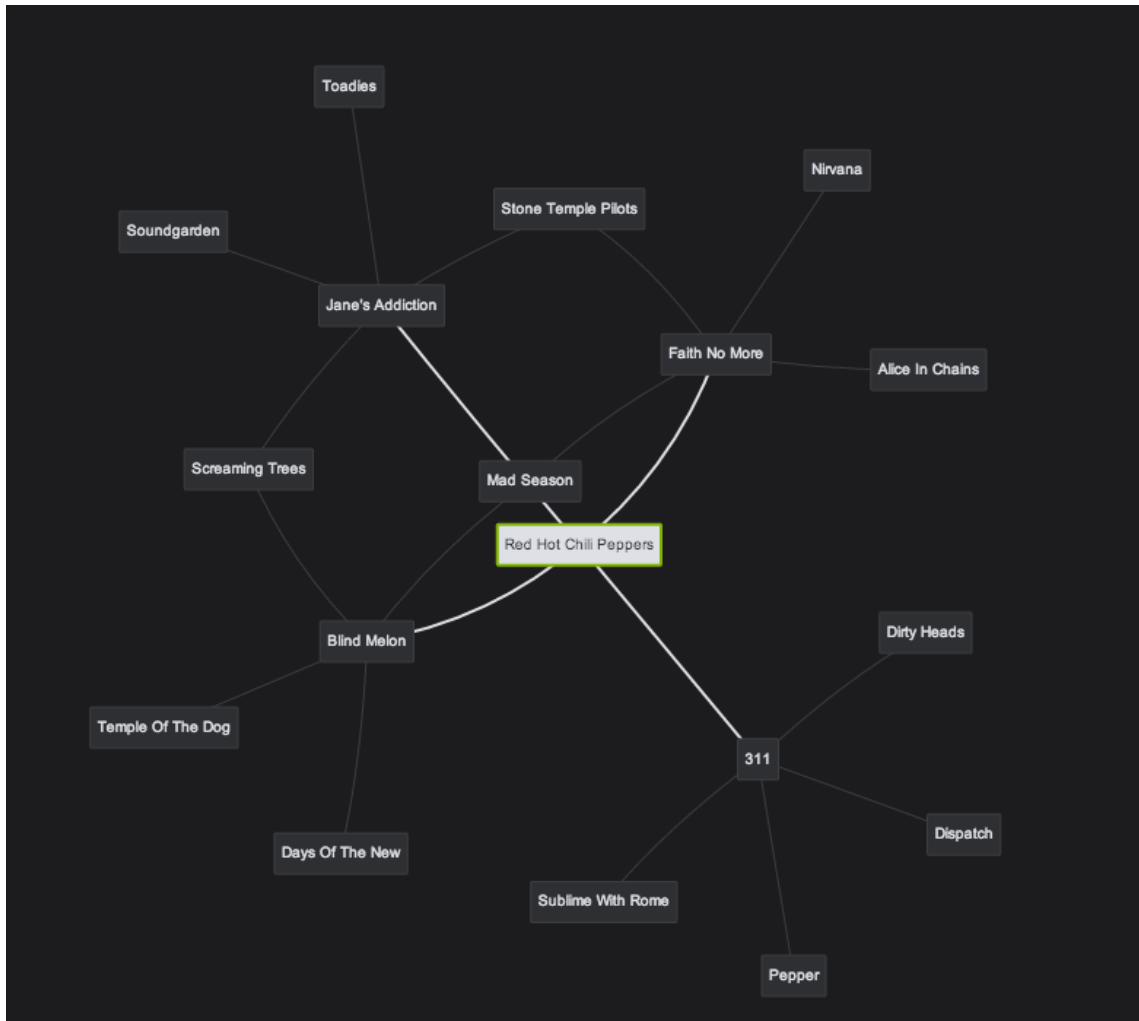 Toadies
Nirvana
Stone Temple Pilots
Soundgarden
Jane's Addiction
Faith No More
Alice In Chains
Screaming Trees
Mad Season
Red Hot Chili Peppers
Dirty Heads
Blind Melon
Temple Of The Dog
311
Dispatch
Days Of The New
Sublime With Rome
Pepper